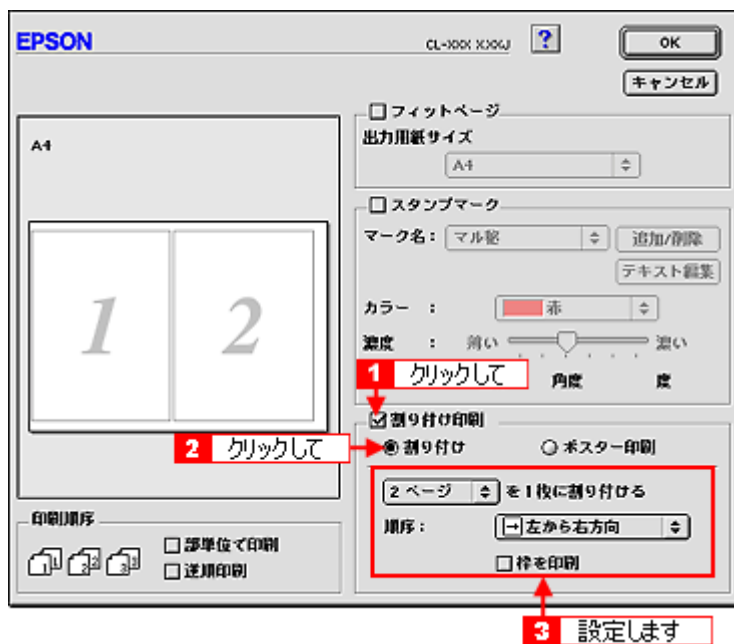 EPSON
CL-XXX XXXJ
?
OK
キャンセル
A4
1 2
フィットページ
出力用紙サイズ
A4
スタンプマーク
マーク名： マル秘
追加/削除
テキスト編集
カラー ： 赤
濃度 ： 薄い 濃い
角度 度
1 クリックして
割り付け印刷
2 クリックして
割り付け ポスター印刷
2 ページ を 1 枚に割り付ける
順序： 左から右方向
枠を印刷
3 設定します
印刷順序
1 1 2 2 3 3
部単位で印刷
逆順印刷